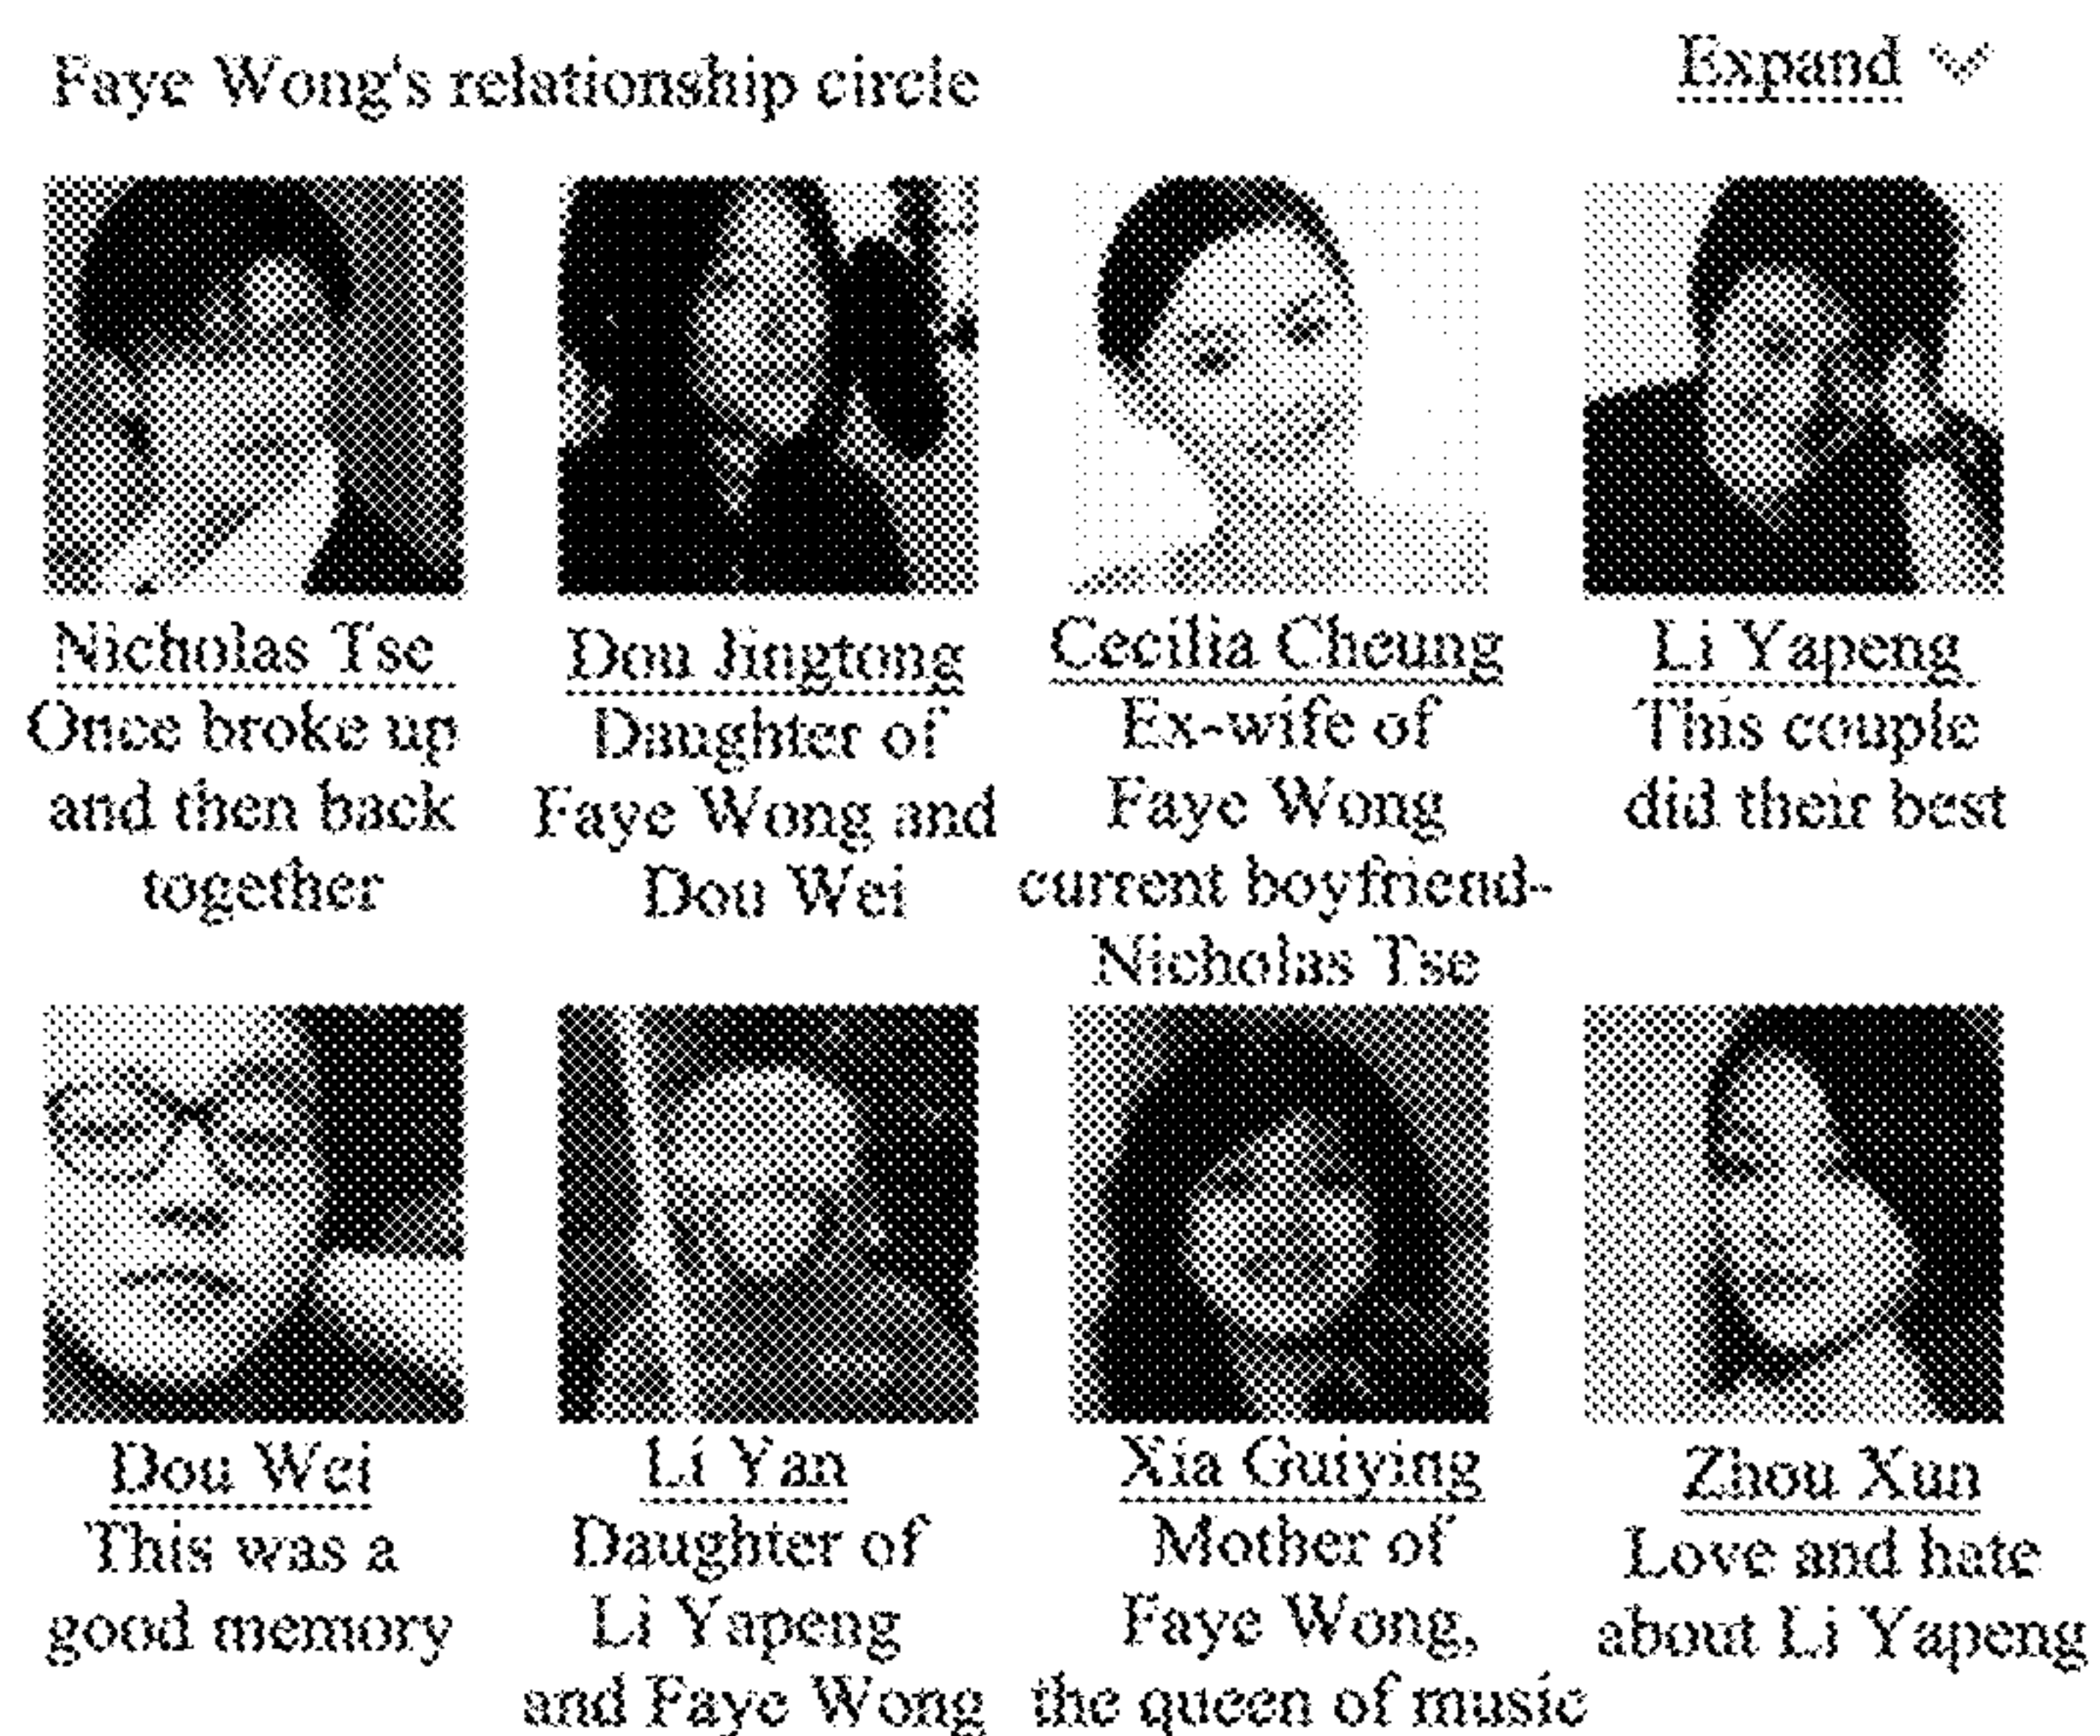 Faye Wong's relationship circle
Expand
Nicholas Tse
Once broke up
and then back
together
Dou Jingtong
Daughter of
Faye Wong and
Dou Wei
Cecilia Cheung
Ex-wife of
Faye Wong
current boyfriend-
Nicholas Tse
Li Yapeng
This couple
did their best
Dou Wei
This was a
good memory
Li Yan
Daughter of
Li Yapeng
and Faye Wong
Xia Guiying
Mother of
Faye Wong,
the queen of music
Zhou Xun
Love and hate
about Li Yapeng